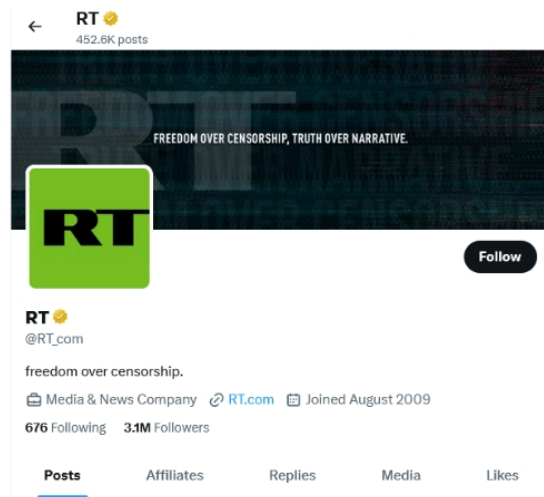 RT
452.6K posts
RT
FREEDOM OVER CENSORSHIP, TRUTH OVER NARRATIVE.
RT
Follow
RT
@RT_com
freedom over censorship.
Media & News Company RT.com Joined August 2009
676 Following 3.1M Followers
Posts Affiliates Replies Media Likes